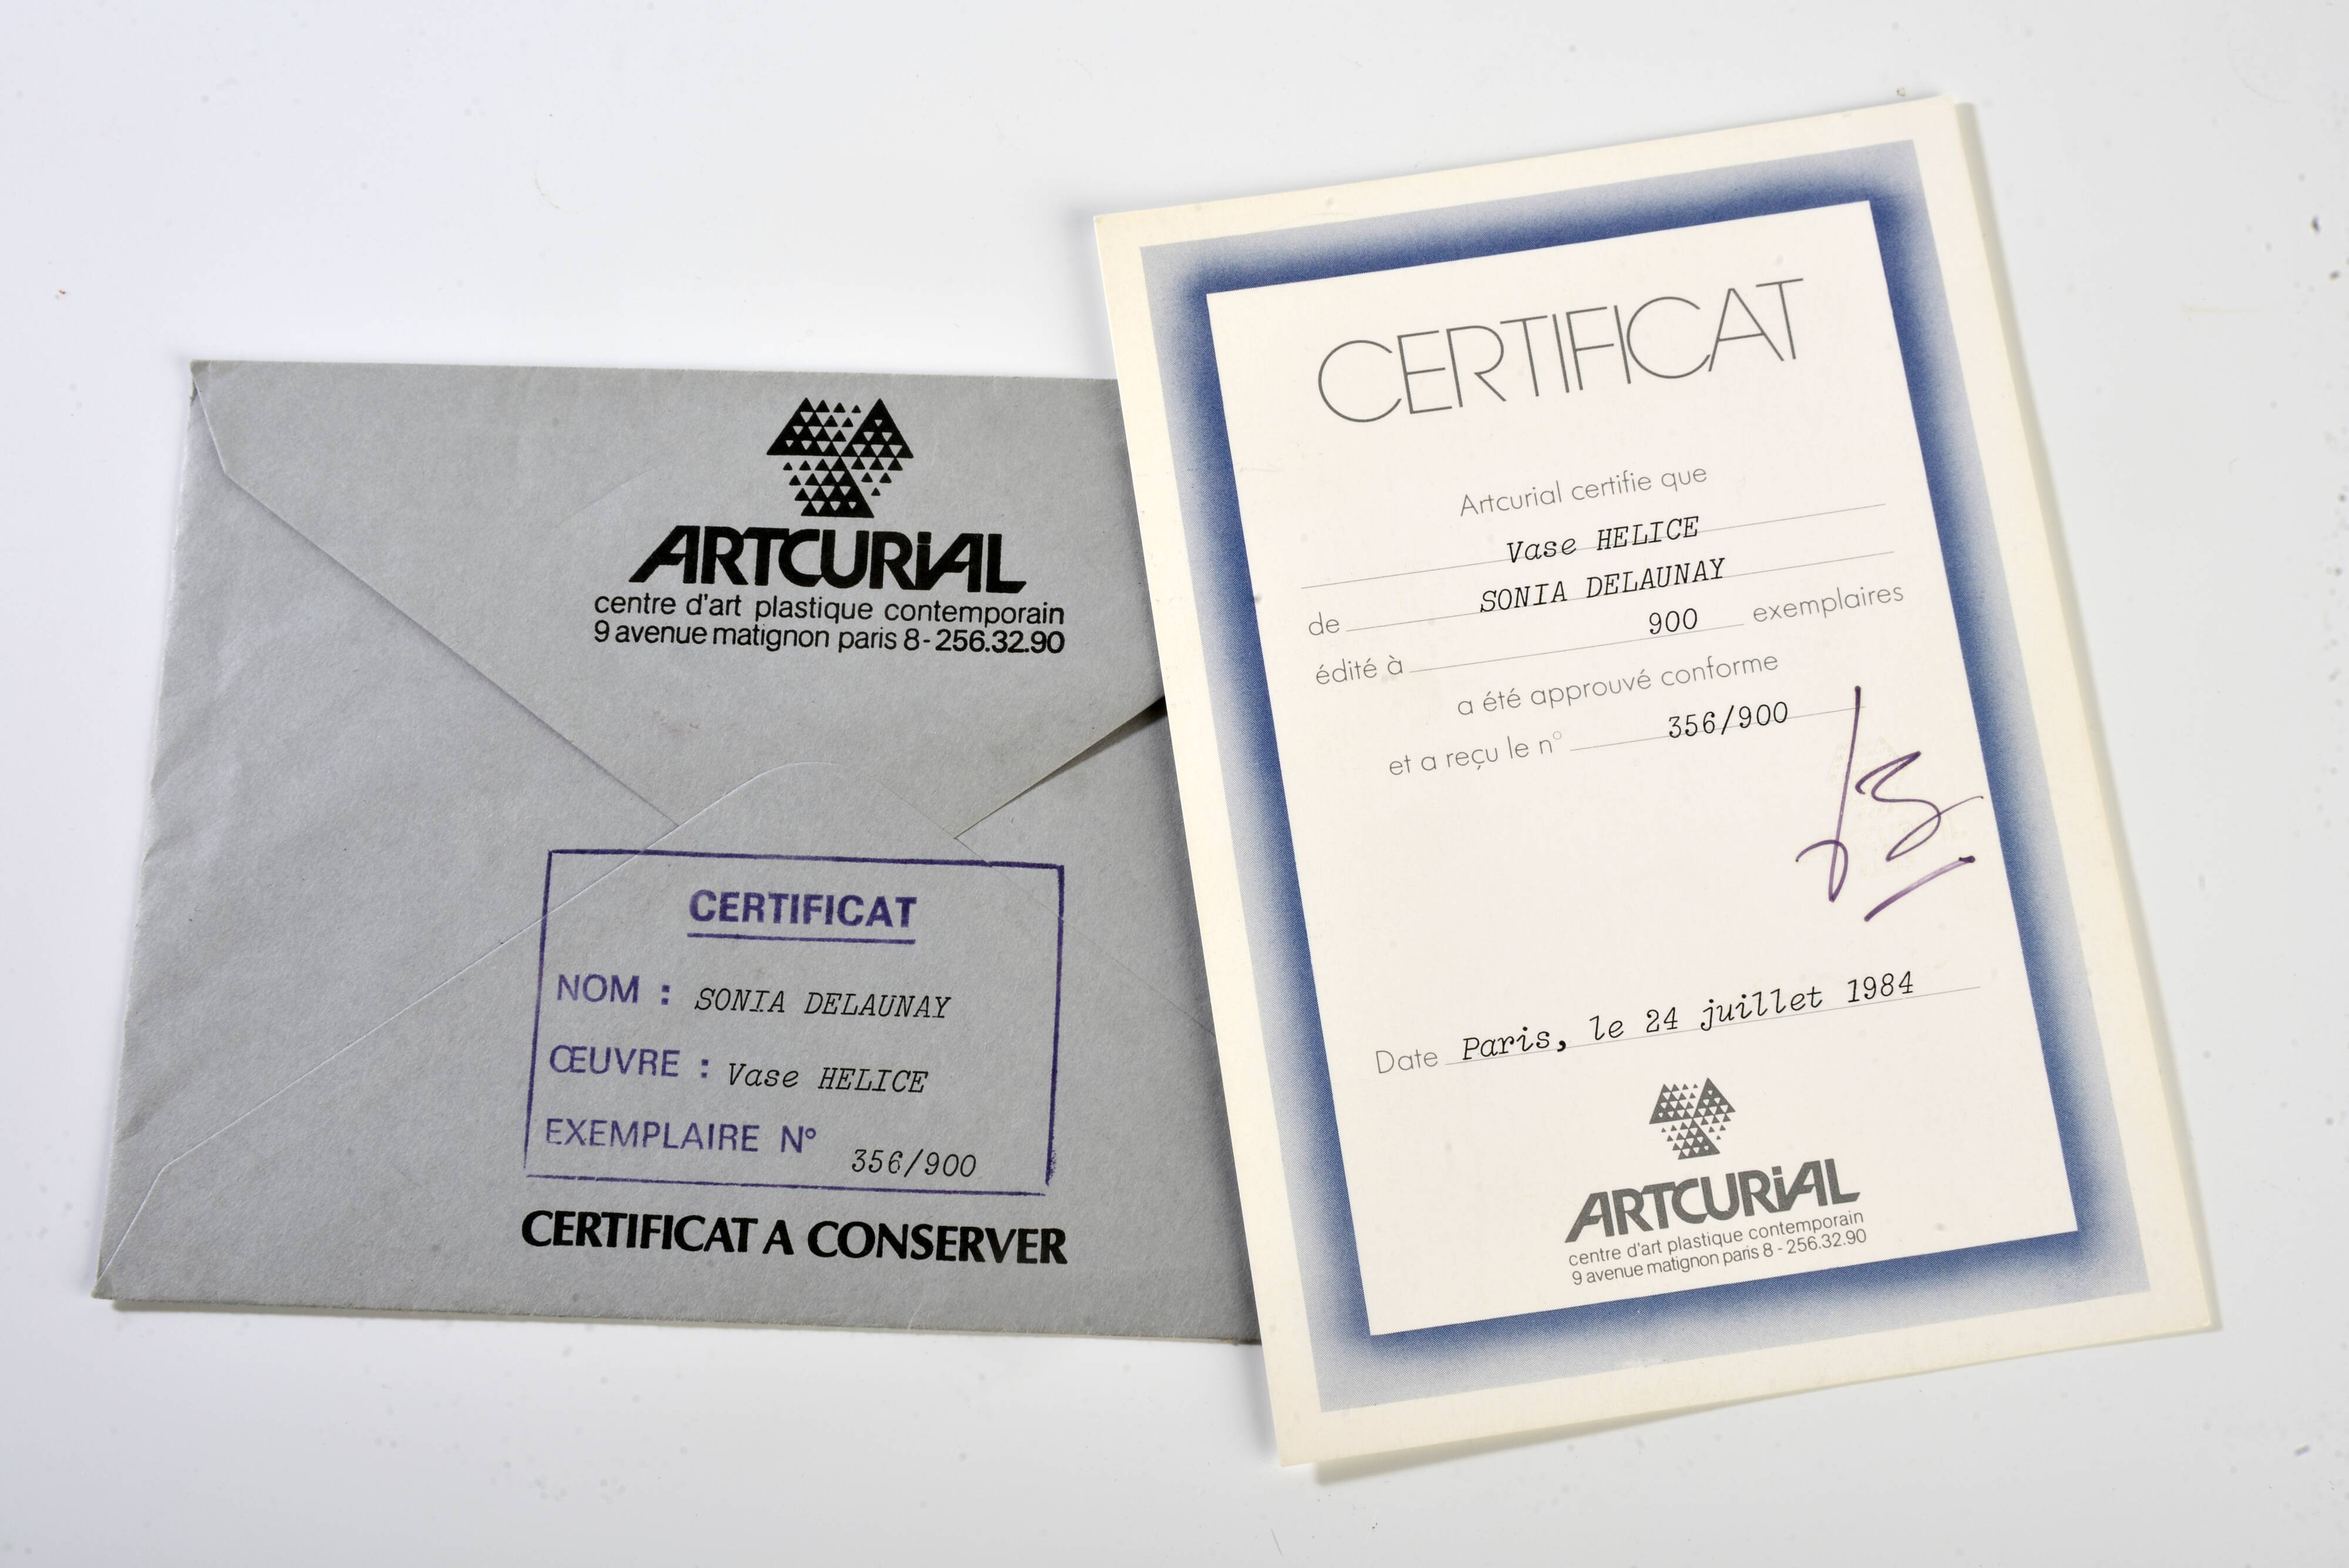 ARTCURiAL
centre d'art plastique contemporain
9 avenue matignon paris 8 - 256.32.90
CERTIFICAT
NOM : SONIA DELAUNAY
ŒUVRE : Vase HELICE
EXEMPLAIRE N° 356/900
CERTIFICAT A CONSERVER
CERTIFICAT
Artcurial certifie que
Vase HELICE
de SONIA DELAUNAY
édité à 900 exemplaires
a été approuvé conforme
et a reçu le n° 356/900
Date Paris, le 24 juillet 1984
ARTCURiAL
centre d'art plastique contemporain
9 avenue matignon paris 8 - 256.32.90